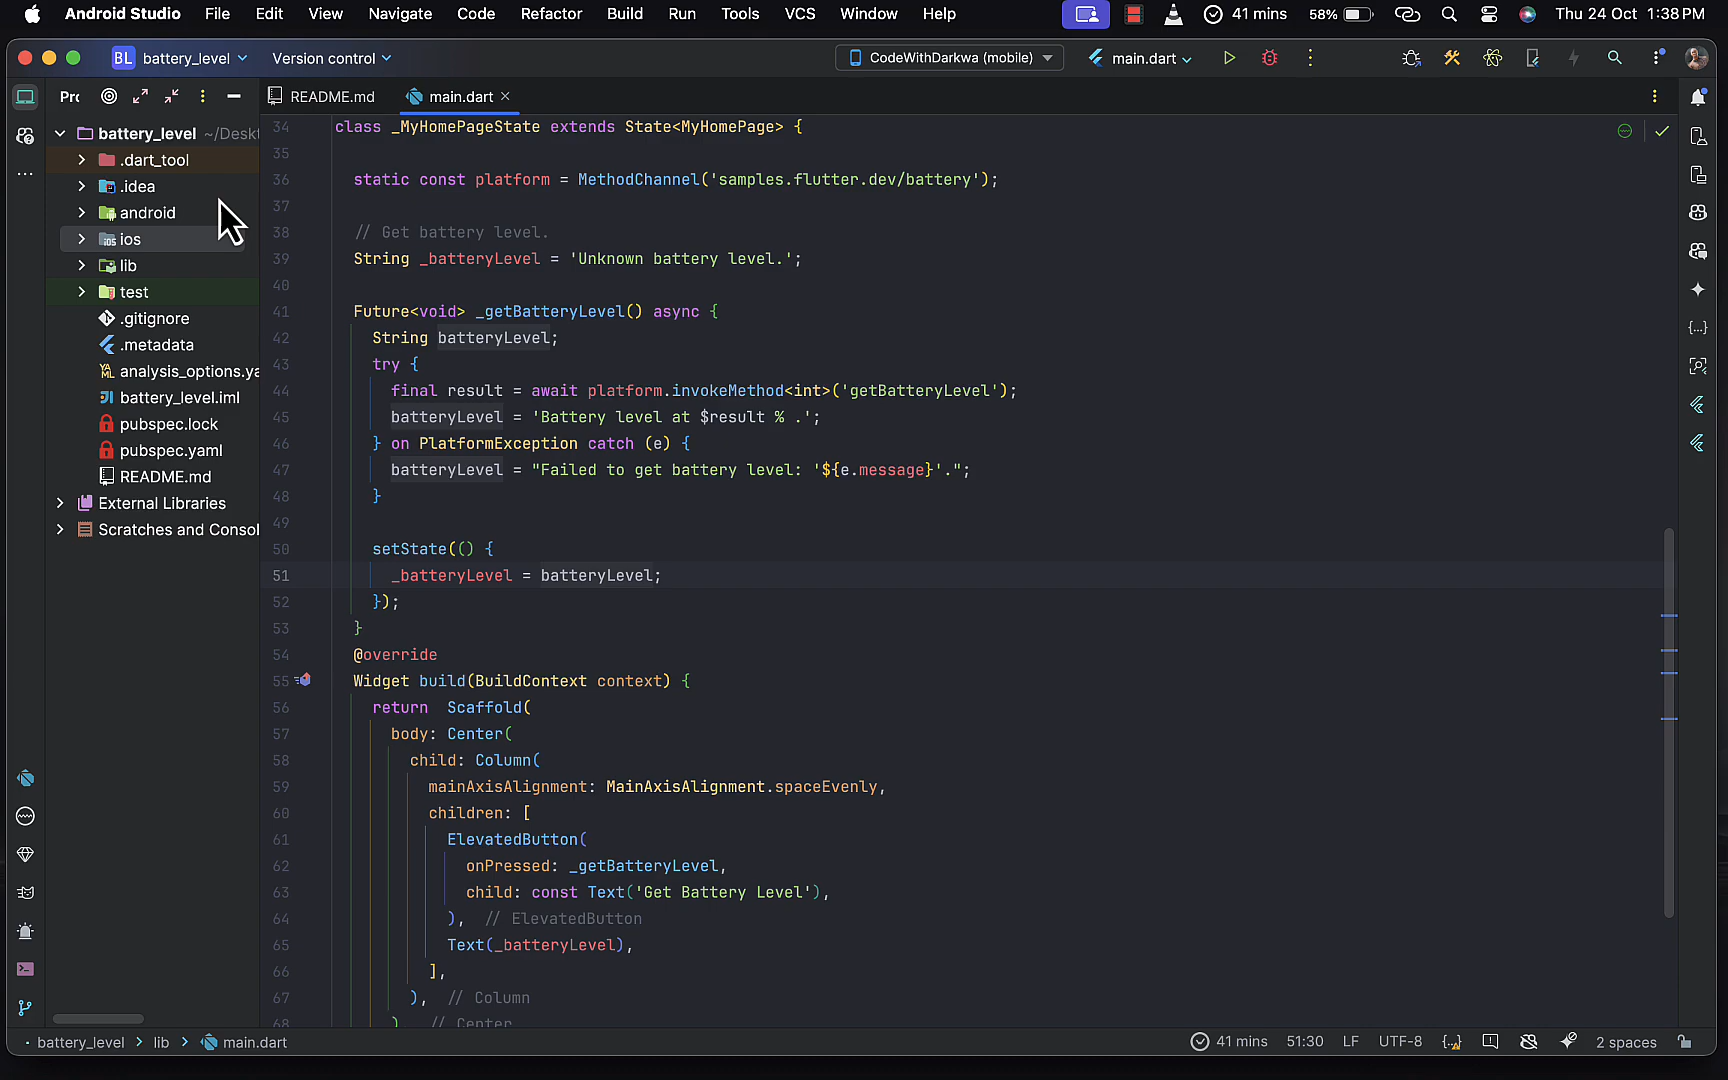 Android Studio File Edit View Navigate Code Refactor Build Run Tools VCS Window Help 41 mins 58% Thu 24 Oct 1:38 PM
BL battery_level Version control CodeWithDarkwa (mobile) main.dart
Pro README.md main.dart
battery_level ~/Deskt
.dart_tool
.idea
android
ios
lib
test
.gitignore
.metadata
analysis_options.ya
battery_level.iml
pubspec.lock
pubspec.yaml
README.md
External Libraries
Scratches and Consol
34 class _MyHomePageState extends State<MyHomePage> {
35
36 static const platform = MethodChannel('samples.flutter.dev/battery');
37
38 // Get battery level.
39 String _batteryLevel = 'Unknown battery level.';
40
41 Future<void> _getBatteryLevel() async {
42 String batteryLevel;
43 try {
44 final result = await platform.invokeMethod<int>('getBatteryLevel');
45 batteryLevel = 'Battery level at $result % .';
46 } on PlatformException catch (e) {
47 batteryLevel = "Failed to get battery level: '${e.message}'.";
48 }
49
50 setState(() {
51 _batteryLevel = batteryLevel;
52 });
53 }
54 @override
55 Widget build(BuildContext context) {
56 return Scaffold(
57 body: Center(
58 child: Column(
59 mainAxisAlignment: MainAxisAlignment.spaceEvenly,
60 children: [
61 ElevatedButton(
62 onPressed: _getBatteryLevel,
63 child: const Text('Get Battery Level'),
64 ), // ElevatedButton
65 Text(_batteryLevel),
66 ],
67 ), // Column
68 ) // Center
battery_level > lib > main.dart 41 mins 51:30 LF UTF-8 2 spaces